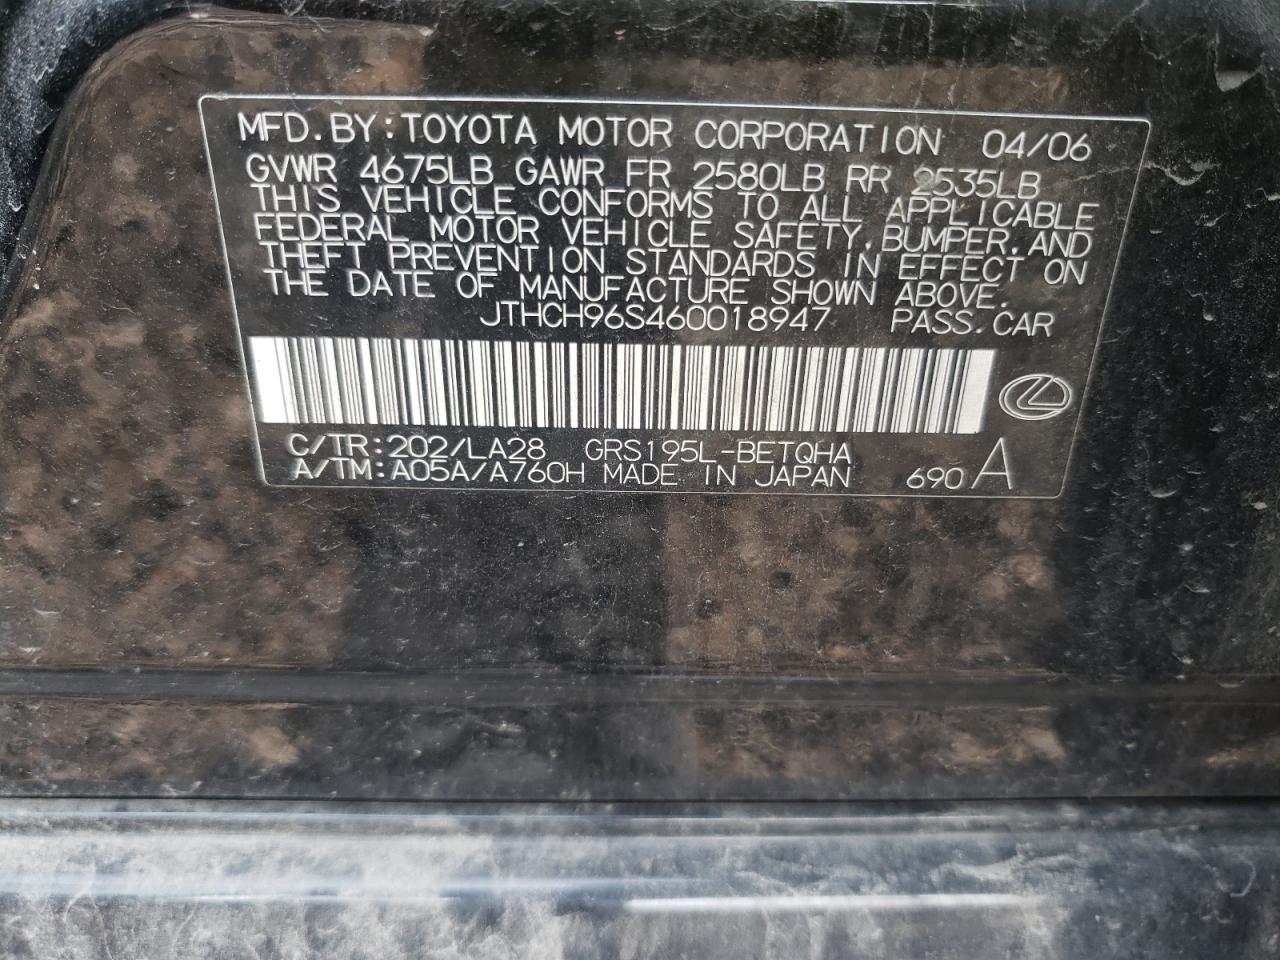 MFD. BY: TOYOTA MOTOR CORPORATION 04/06
GVWR 4675LB GAWR FR 2580LB RR 2535LB
THIS VEHICLE CONFORMS TO ALL APPLICABLE
FEDERAL MOTOR VEHICLE SAFETY, BUMPER, AND
THEFT PREVENTION STANDARDS IN EFFECT ON
THE DATE OF MANUFACTURE SHOWN ABOVE.
JTHCH96S460018947 PASS. CAR
C/TR: 202/LA28 GRS195L-BETQHA
A/TM: A05A/A760H MADE IN JAPAN 690 A